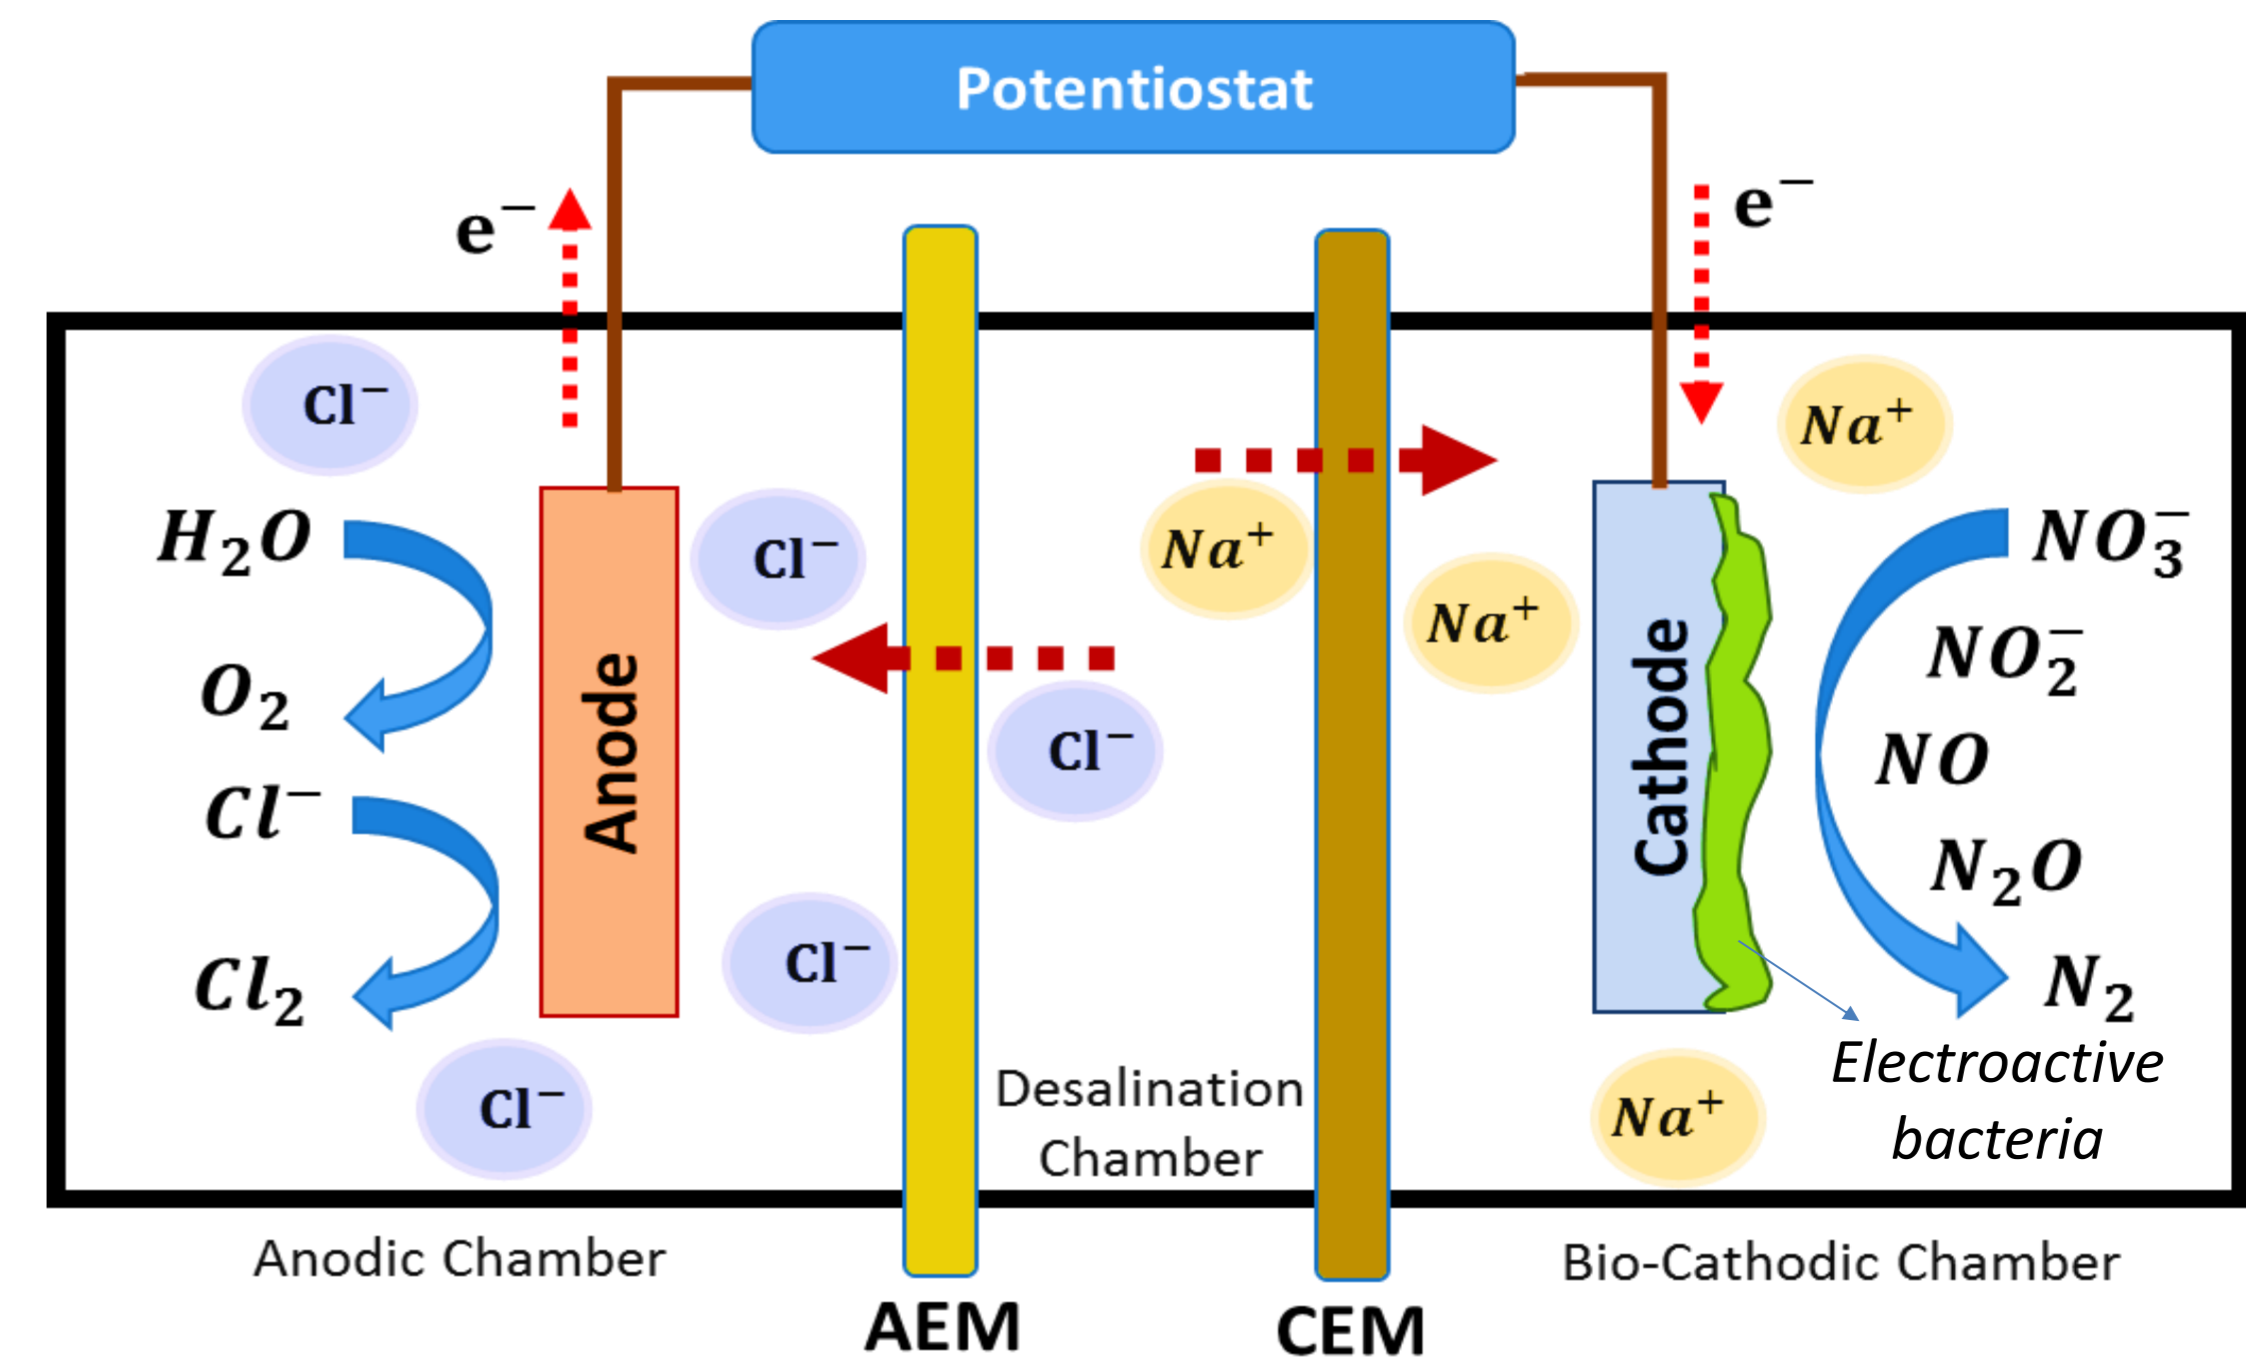 Potentiostat
e⁻
e⁻
Cl⁻
Na⁺
H₂O
Cl⁻
Na⁺
Na⁺
NO₃⁻
O₂
Anode
Cl⁻
Cathode
NO₂⁻
NO
Cl⁻
N₂O
Cl₂
Cl⁻
N₂
Cl⁻
Desalination
Chamber
Na⁺
Electroactive
bacteria
Anodic Chamber
Bio-Cathodic Chamber
AEM
CEM